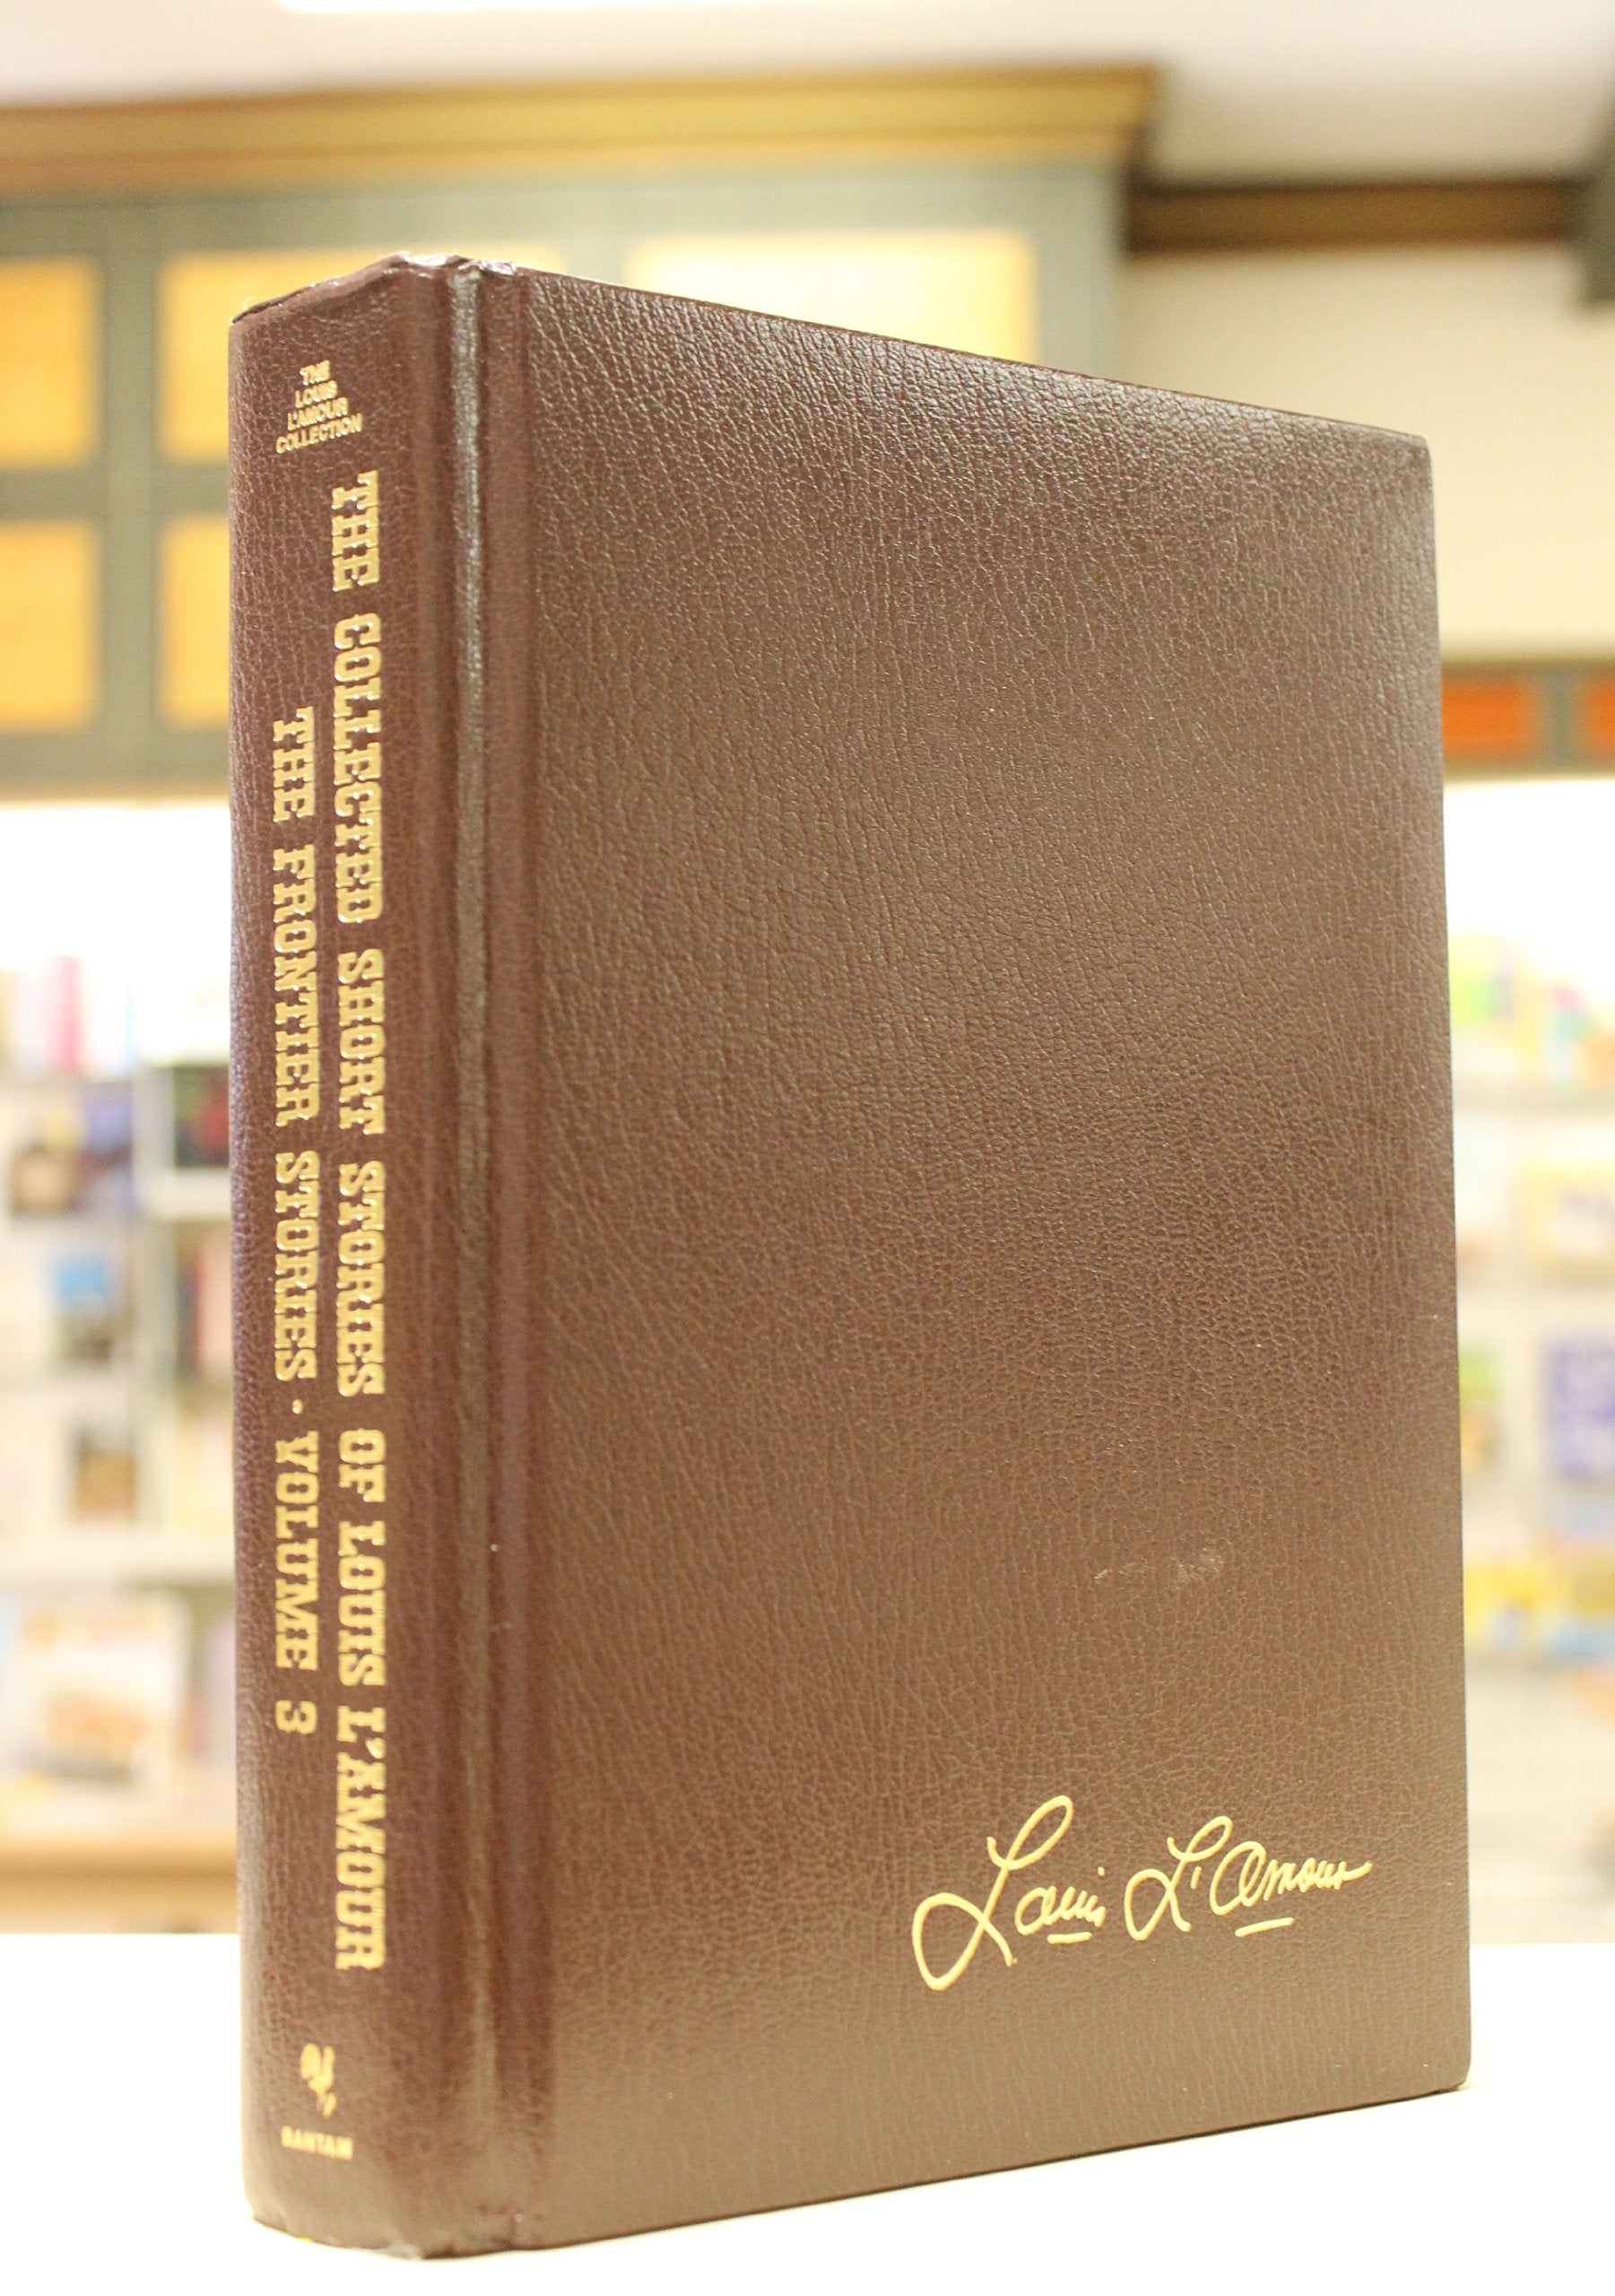 THE
LOUIS
L'AMOUR
COLLECTION
THE COLLECTED SHORT STORIES OF LOUIS L'AMOUR
THE FRONTIER STORIES · VOLUME 3
BANTAM
Louis L'Amour